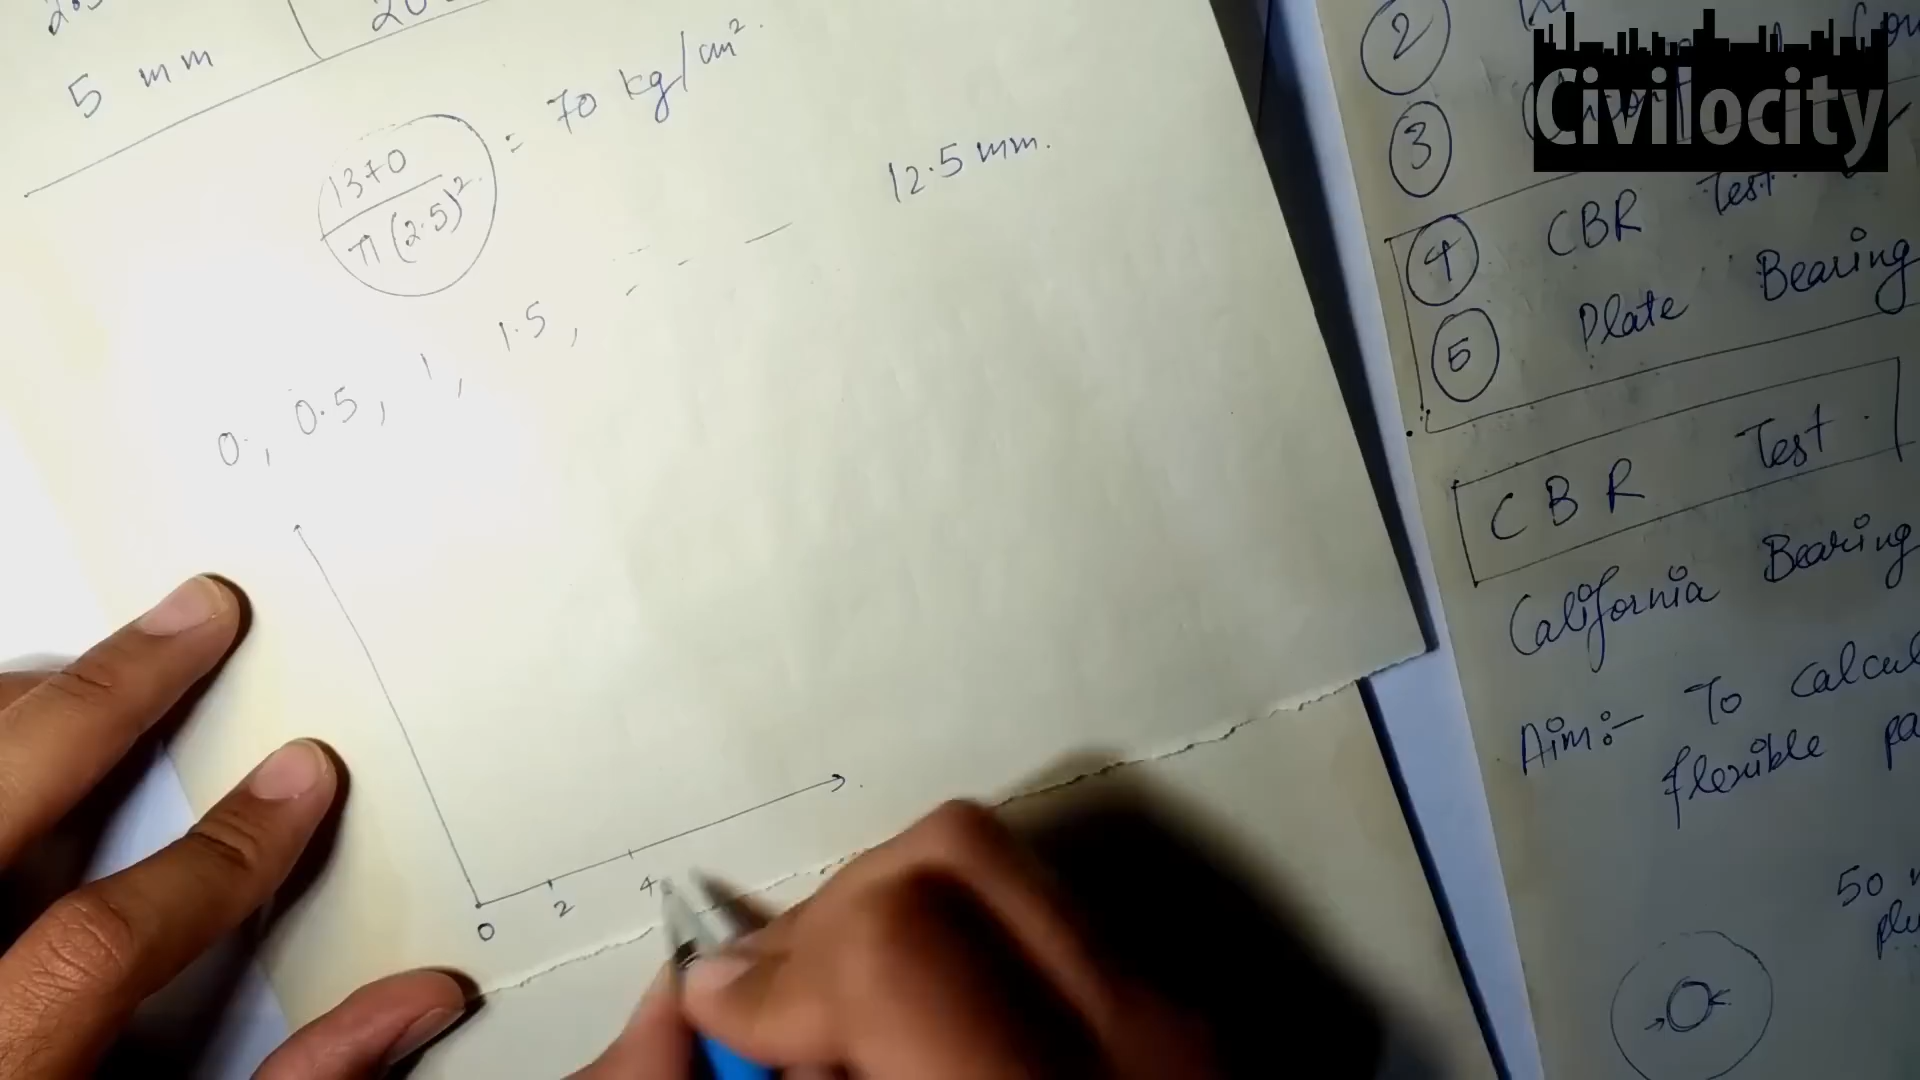 5 mm
1370
π(2.5)²
= 70 kg/cm².
12.5 mm.
0, 0.5, 1, 1.5, - - -
0 2 4
2
3
4 CBR Test.
5 Plate Bearing
CBR Test.
California Bearing
Aim:- To calcul
flexible pa
50
Civilocity